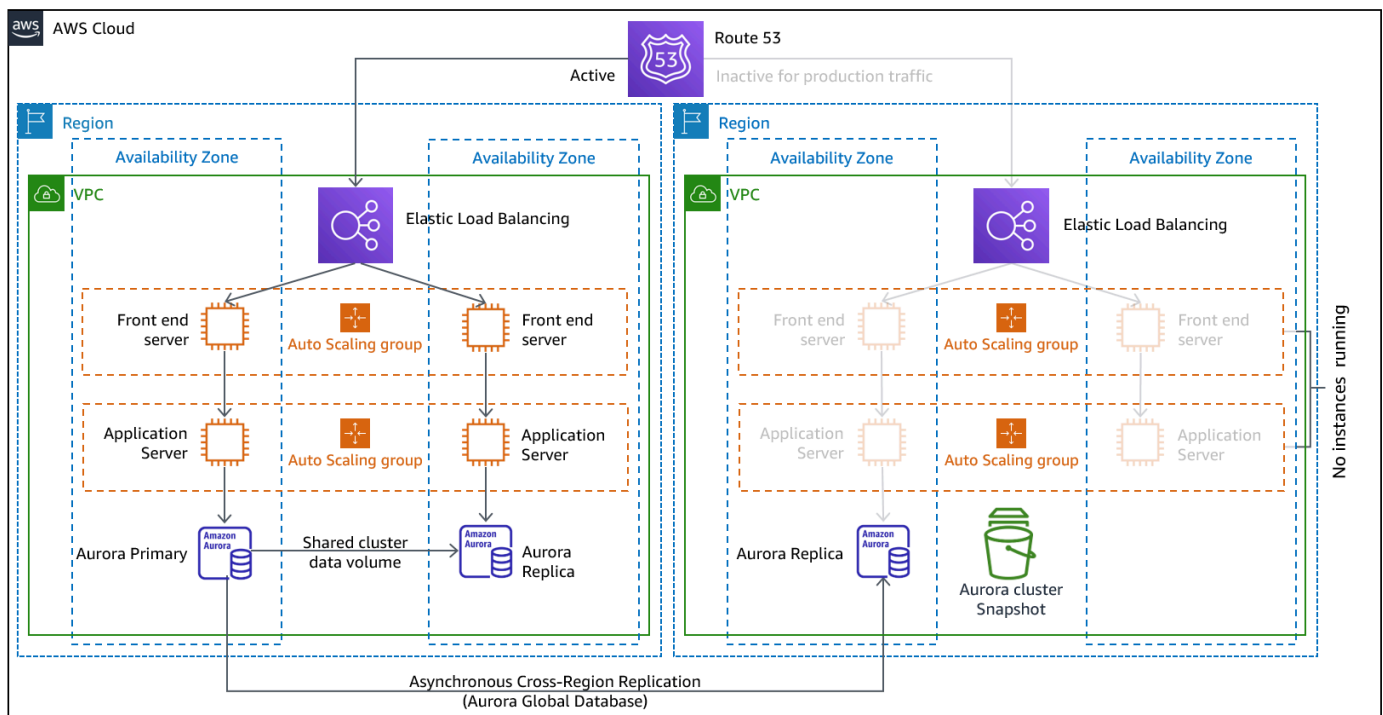 aws
AWS Cloud
Route 53
53
Active
Inactive for production traffic
Region
Availability Zone
Availability Zone
VPC
Elastic Load Balancing
Front end
server
Auto Scaling group
Front end
server
Application
Server
Auto Scaling group
Application
Server
Aurora Primary
Amazon
Aurora
Shared cluster
data volume
Amazon
Aurora
Aurora
Replica
Region
Availability Zone
Availability Zone
VPC
Elastic Load Balancing
Front end
server
Auto Scaling group
Front end
server
Application
Server
Auto Scaling group
Application
Server
No instances running
Aurora Replica
Amazon
Aurora
Aurora cluster
Snapshot
Asynchronous Cross-Region Replication
(Aurora Global Database)